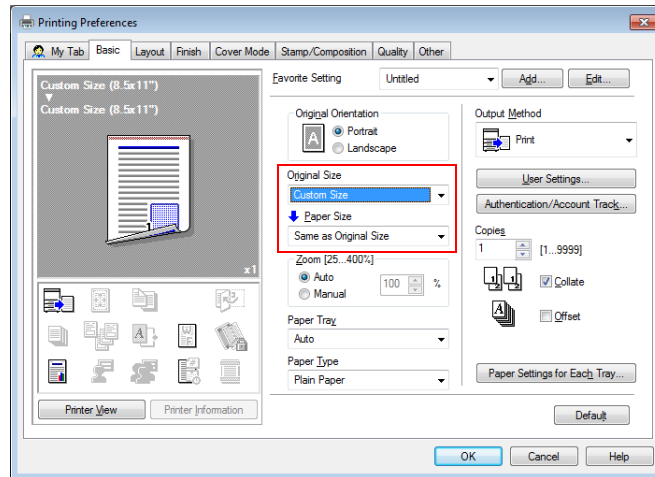 Printing Preferences
My Tab Basic Layout Finish Cover Mode Stamp/Composition Quality Other
Custom Size (8.5x11")
Custom Size (8.5x11")
1
x1
Printer View Printer Information
Favorite Setting Untitled Add... Edit...
Original Orientation
A Portrait
Landscape
Original Size
Custom Size
Paper Size
Same as Original Size
Zoom [25...400%]
Auto
Manual
100 %
Paper Tray
Auto
Paper Type
Plain Paper
Output Method
Print
User Settings...
Authentication/Account Track...
Copies
1 [1...9999]
Collate
Offset
Paper Settings for Each Tray...
Default
OK Cancel Help